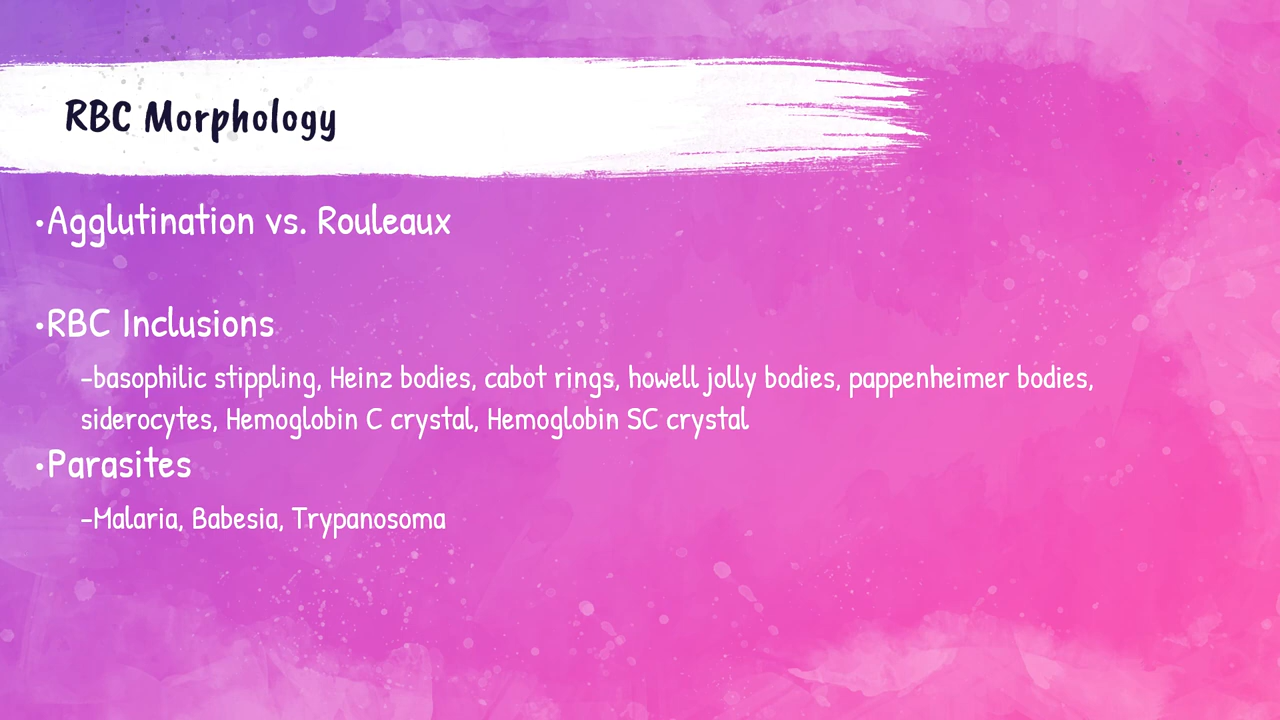 RBC Morphology
•Agglutination vs. Rouleaux
•RBC Inclusions
–basophilic stippling, Heinz bodies, cabot rings, howell jolly bodies, pappenheimer bodies,
siderocytes, Hemoglobin C crystal, Hemoglobin SC crystal
•Parasites
–Malaria, Babesia, Trypanosoma